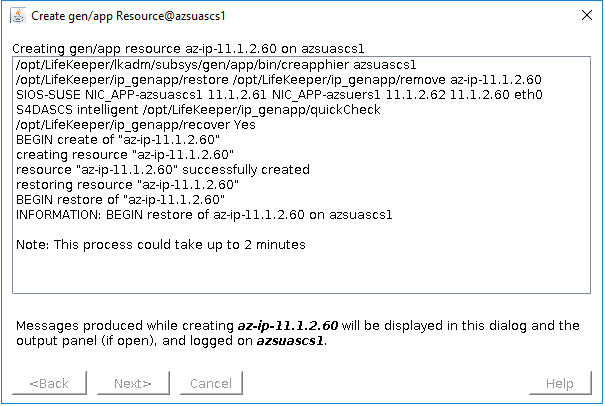 Create gen/app Resource@azsuascs1
Creating gen/app resource az-ip-11.1.2.60 on azsuascs1
/opt/LifeKeeper/lkadm/subsys/gen/app/bin/creapphier azsuascs1
/opt/LifeKeeper/ip_genapp/restore /opt/LifeKeeper/ip_genapp/remove az-ip-11.1.2.60
SIOS-SUSE NIC_APP-azsuascs1 11.1.2.61 NIC_APP-azsuers1 11.1.2.62 11.1.2.60 eth0
S4DASCS intelligent /opt/LifeKeeper/ip_genapp/quickCheck
/opt/LifeKeeper/ip_genapp/recover Yes
BEGIN create of "az-ip-11.1.2.60"
creating resource "az-ip-11.1.2.60"
resource "az-ip-11.1.2.60" successfully created
restoring resource "az-ip-11.1.2.60"
BEGIN restore of "az-ip-11.1.2.60"
INFORMATION: BEGIN restore of az-ip-11.1.2.60 on azsuascs1
Note: This process could take up to 2 minutes
Messages produced while creating az-ip-11.1.2.60 will be displayed in this dialog and the
output panel (if open), and logged on azsuascs1.
<Back Next> Cancel Help